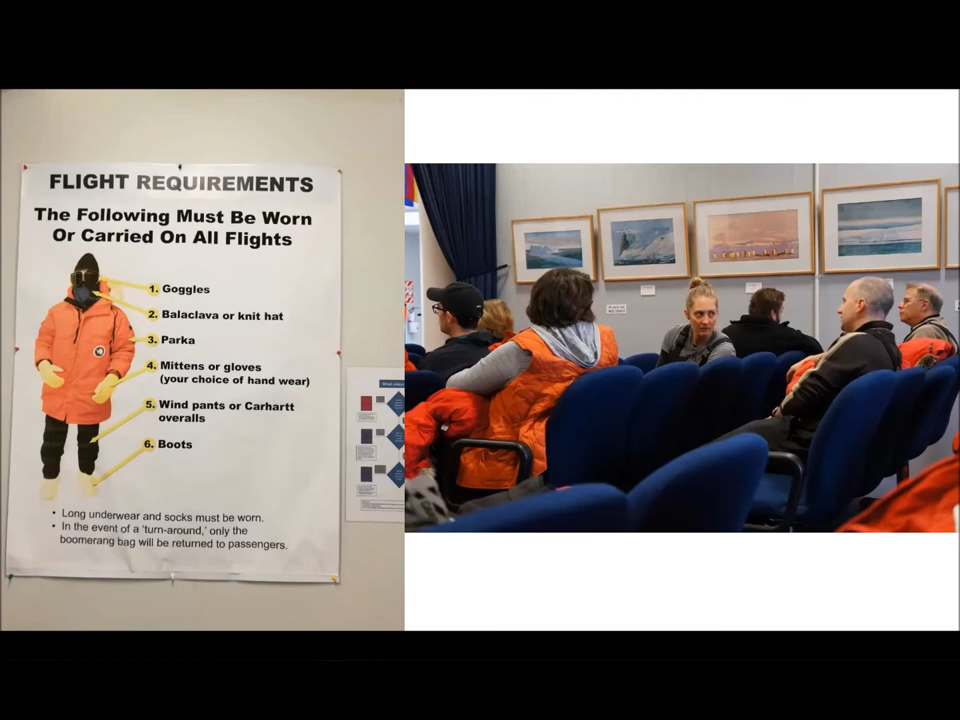 FLIGHT REQUIREMENTS
The Following Must Be Worn
Or Carried On All Flights
1. Goggles
2. Balaclava or knit hat
3. Parka
4. Mittens or gloves
(your choice of hand wear)
5. Wind pants or Carhartt
overalls
6. Boots
• Long underwear and socks must be worn.
• In the event of a 'turn-around,' only the
boomerang bag will be returned to passengers.